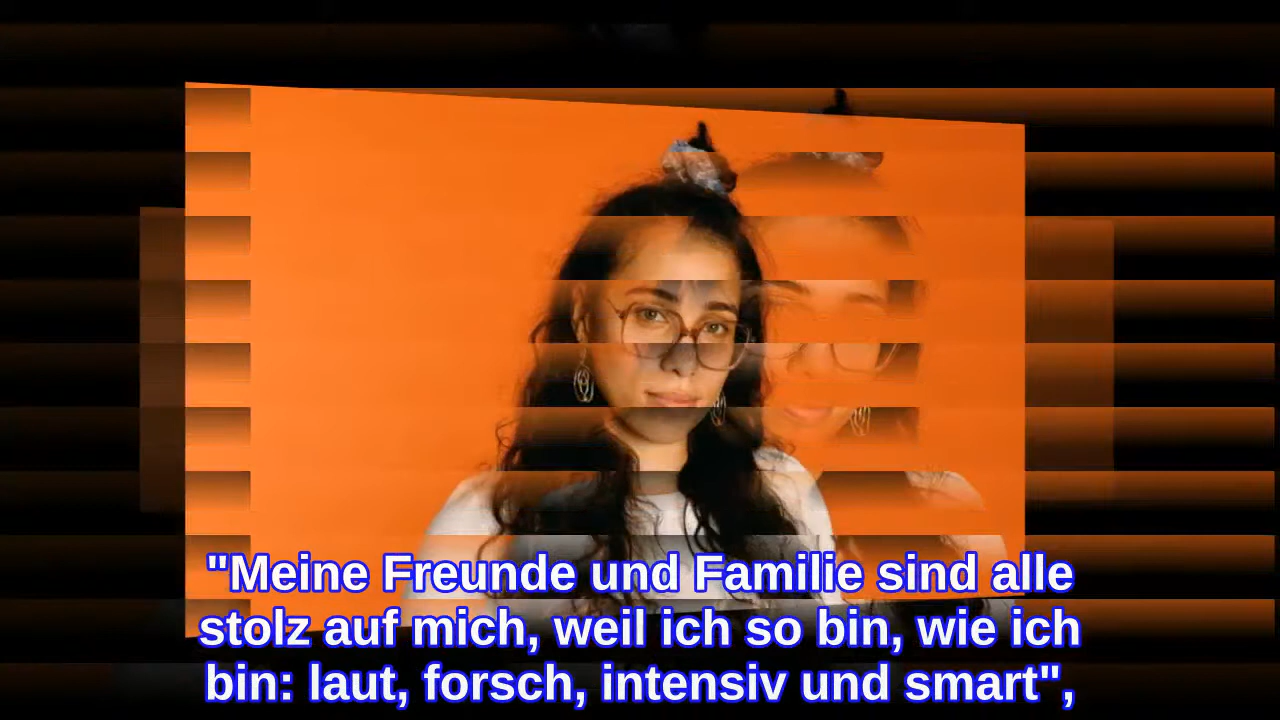 "Meine Freunde und Familie sind alle
stolz auf mich, weil ich so bin, wie ich
bin: laut, forsch, intensiv und smart",